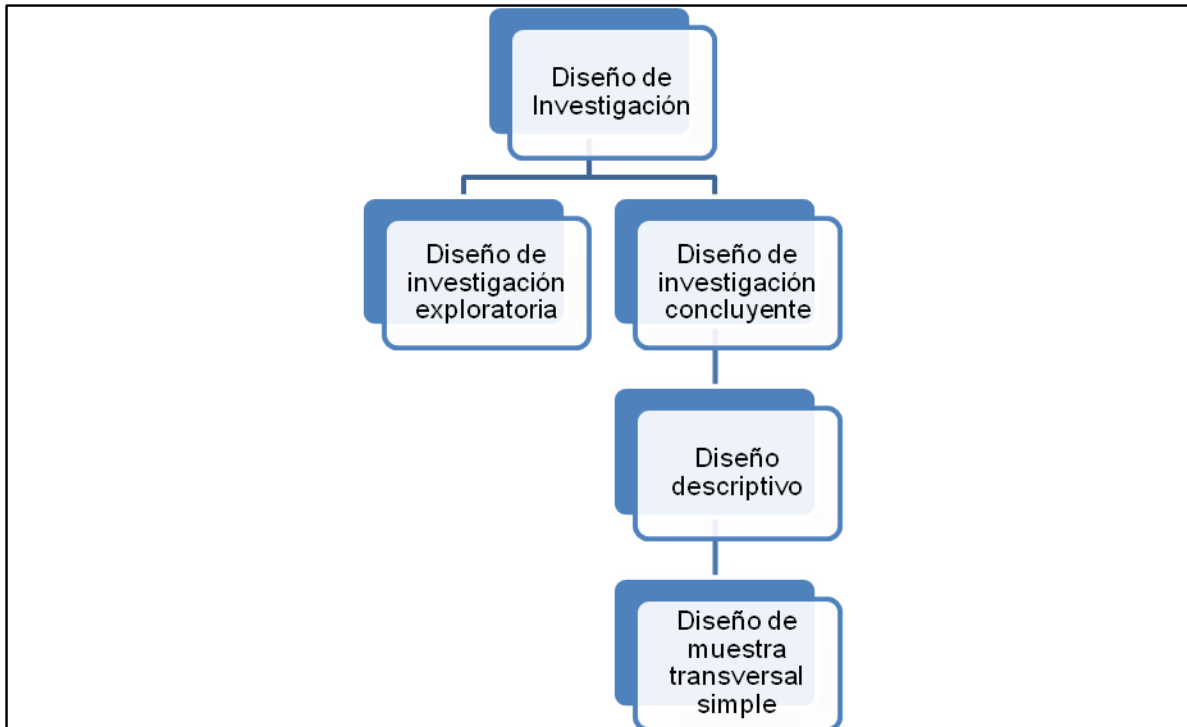 Diseño de
Investigación
Diseño de
investigación
exploratoria
Diseño de
investigación
concluyente
Diseño
descriptivo
Diseño de
muestra
transversal
simple